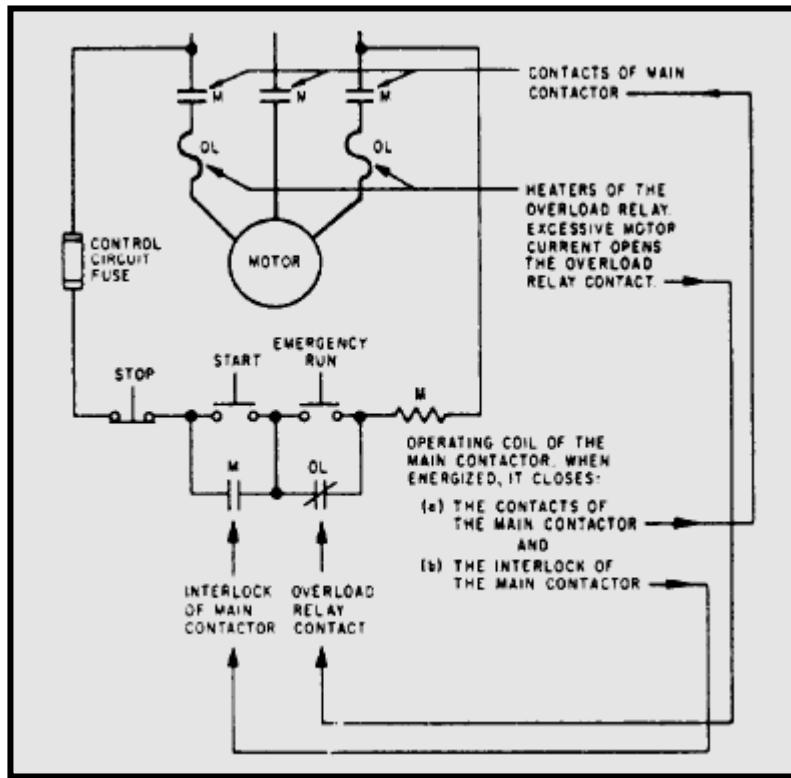 CONTACTS OF MAIN
CONTACTOR
M
M
M
OL
OL
HEATERS OF THE
OVERLOAD RELAY.
EXCESSIVE MOTOR
CURRENT OPENS
THE OVERLOAD
RELAY CONTACT.
CONTROL
CIRCUIT
FUSE
MOTOR
STOP
START
EMERGENCY
RUN
M
M
OL
OPERATING COIL OF THE
MAIN CONTACTOR. WHEN
ENERGIZED, IT CLOSES:
(a) THE CONTACTS OF
THE MAIN CONTACTOR
AND
(b) THE INTERLOCK OF
THE MAIN CONTACTOR
INTERLOCK
OF MAIN
CONTACTOR
OVERLOAD
RELAY
CONTACT